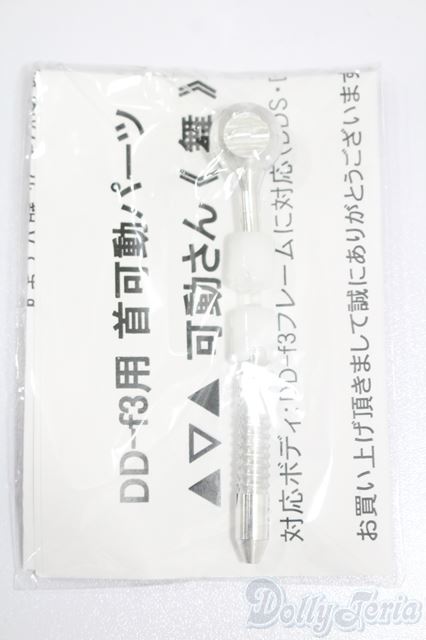 DD-f3用 首可動パーツ
▲▽▲ 可動さん《 舞 》
対応ボディ:DD-f3フレームに対応(DDS・
お買い上げ頂きまして誠にありがとうございます
DollyTeria